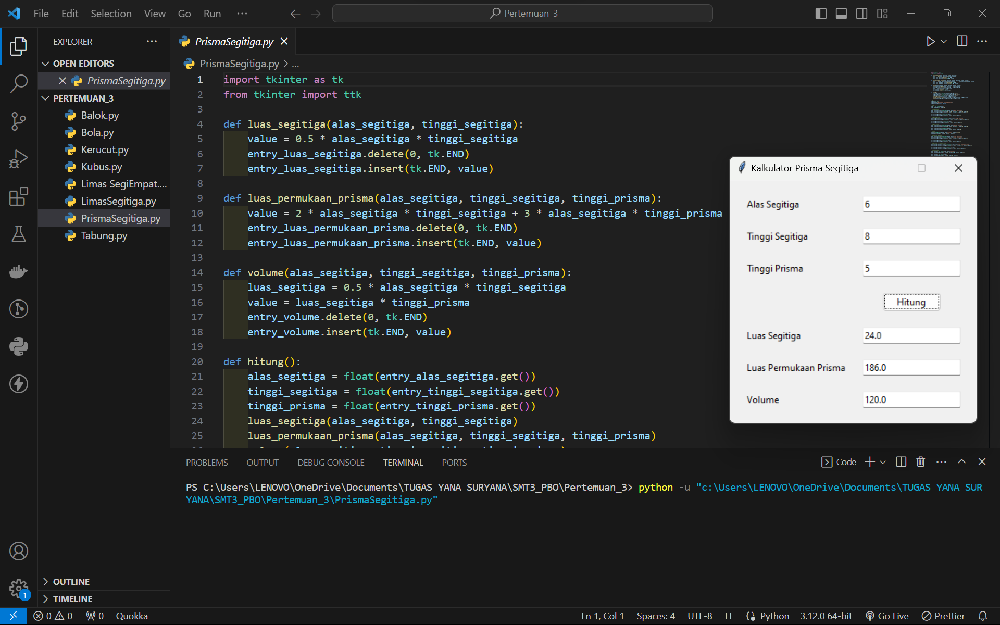 File Edit Selection View Go Run ...
Pertemuan_3
EXPLORER
OPEN EDITORS
PrismaSegitiga.py
PERTEMUAN_3
Balok.py
Bola.py
Kerucut.py
Kubus.py
Limas SegiEmpat....
LimasSegitiga.py
PrismaSegitiga.py
Tabung.py
OUTLINE
TIMELINE
PrismaSegitiga.py
PrismaSegitiga.py > ...
1 import tkinter as tk
2 from tkinter import ttk
3
4 def luas_segitiga(alas_segitiga, tinggi_segitiga):
5     value = 0.5 * alas_segitiga * tinggi_segitiga
6     entry_luas_segitiga.delete(0, tk.END)
7     entry_luas_segitiga.insert(tk.END, value)
8
9 def luas_permukaan_prisma(alas_segitiga, tinggi_segitiga, tinggi_prisma):
10     value = 2 * alas_segitiga * tinggi_segitiga + 3 * alas_segitiga * tinggi_prisma
11     entry_luas_permukaan_prisma.delete(0, tk.END)
12     entry_luas_permukaan_prisma.insert(tk.END, value)
13
14 def volume(alas_segitiga, tinggi_segitiga, tinggi_prisma):
15     luas_segitiga = 0.5 * alas_segitiga * tinggi_segitiga
16     value = luas_segitiga * tinggi_prisma
17     entry_volume.delete(0, tk.END)
18     entry_volume.insert(tk.END, value)
19
20 def hitung():
21     alas_segitiga = float(entry_alas_segitiga.get())
22     tinggi_segitiga = float(entry_tinggi_segitiga.get())
23     tinggi_prisma = float(entry_tinggi_prisma.get())
24     luas_segitiga(alas_segitiga, tinggi_segitiga)
25     luas_permukaan_prisma(alas_segitiga, tinggi_segitiga, tinggi_prisma)
Kalkulator Prisma Segitiga
Alas Segitiga 6
Tinggi Segitiga 8
Tinggi Prisma 5
Hitung
Luas Segitiga 24.0
Luas Permukaan Prisma 186.0
Volume 120.0
PROBLEMS OUTPUT DEBUG CONSOLE TERMINAL PORTS
Code
PS C:\Users\LENOVO\OneDrive\Documents\TUGAS YANA SURYANA\SMT3_PBO\Pertemuan_3> python -u "c:\Users\LENOVO\OneDrive\Documents\TUGAS YANA SUR
YANA\SMT3_PBO\Pertemuan_3\PrismaSegitiga.py"
1
0 0 0 Quokka
Ln 1, Col 1 Spaces: 4 UTF-8 LF Python 3.12.0 64-bit Go Live Prettier